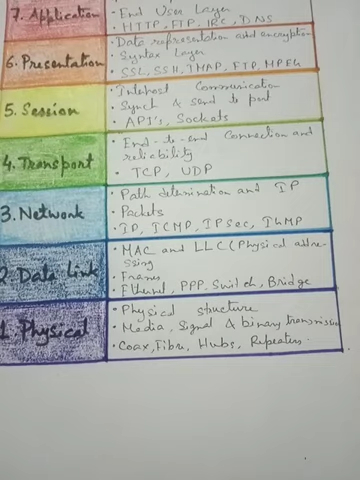 7. Application
• End User Layer
• HTTP, FTP, IRC, DNS
6. Presentation
• Data representation and encryption
• Syntax Layer
• SSL, SSH, IMAP, FTP, MPEG
5. Session
• Interhost Communication
• Synch & send to port
• API's, Sockets
4. Transport
• End-to-end Connection and
reliability
• TCP, UDP
3. Network
• Path determination and IP
• Packets
• IP, ICMP, IPSec, IGMP
2 Data Link
• MAC and LLC (Physical addre-
ssing
• Frames
• Ethernet, PPP, Switch, Bridge
1. Physical
• Physical structure
• Media, Signal & binary transmission
• Coax, Fibre, Hubs, Repeaters